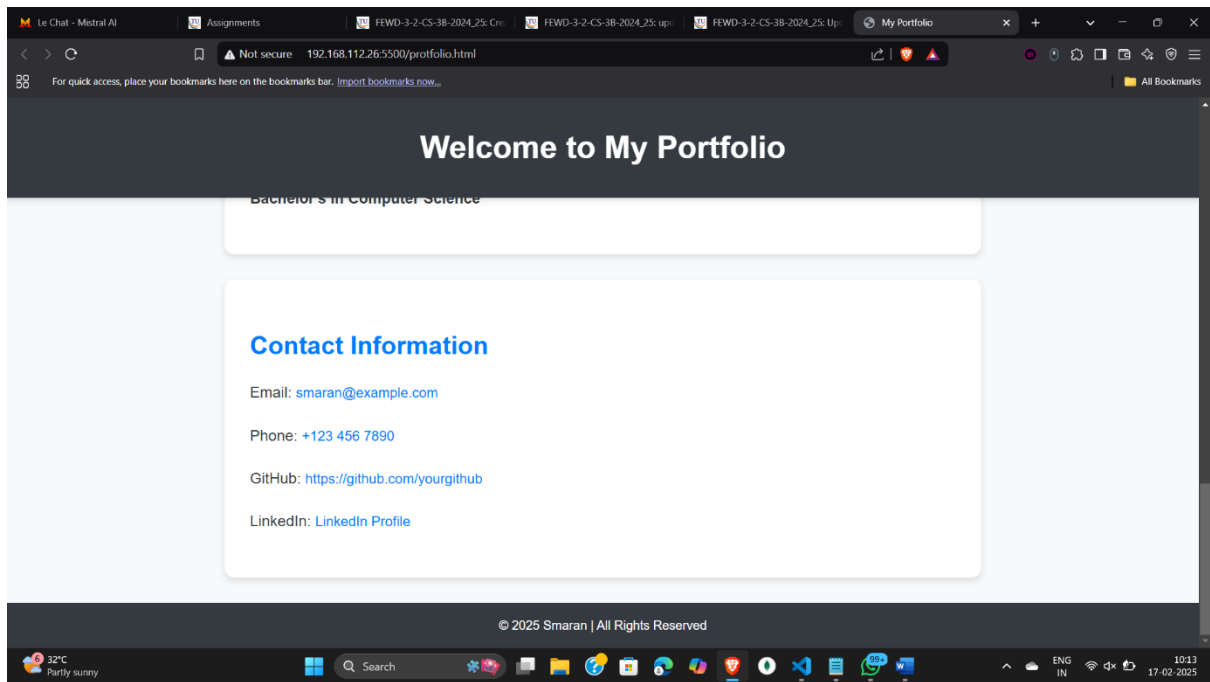 Le Chat - Mistral AI
Assignments
FEWD-3-2-CS-3B-2024_25: Cre
FEWD-3-2-CS-3B-2024_25: upd
FEWD-3-2-CS-3B-2024_25: Up
My Portfolio
Not secure 192.168.112.26:5500/protfolio.html
For quick access, place your bookmarks here on the bookmarks bar. Import bookmarks now...
All Bookmarks
Welcome to My Portfolio
Bachelor's in Computer Science
Contact Information
Email: smaran@example.com
Phone: +123 456 7890
GitHub: https://github.com/yourgithub
LinkedIn: LinkedIn Profile
© 2025 Smaran | All Rights Reserved
6
32°C
Partly sunny
Search
99+
ENG
IN
10:13
17-02-2025